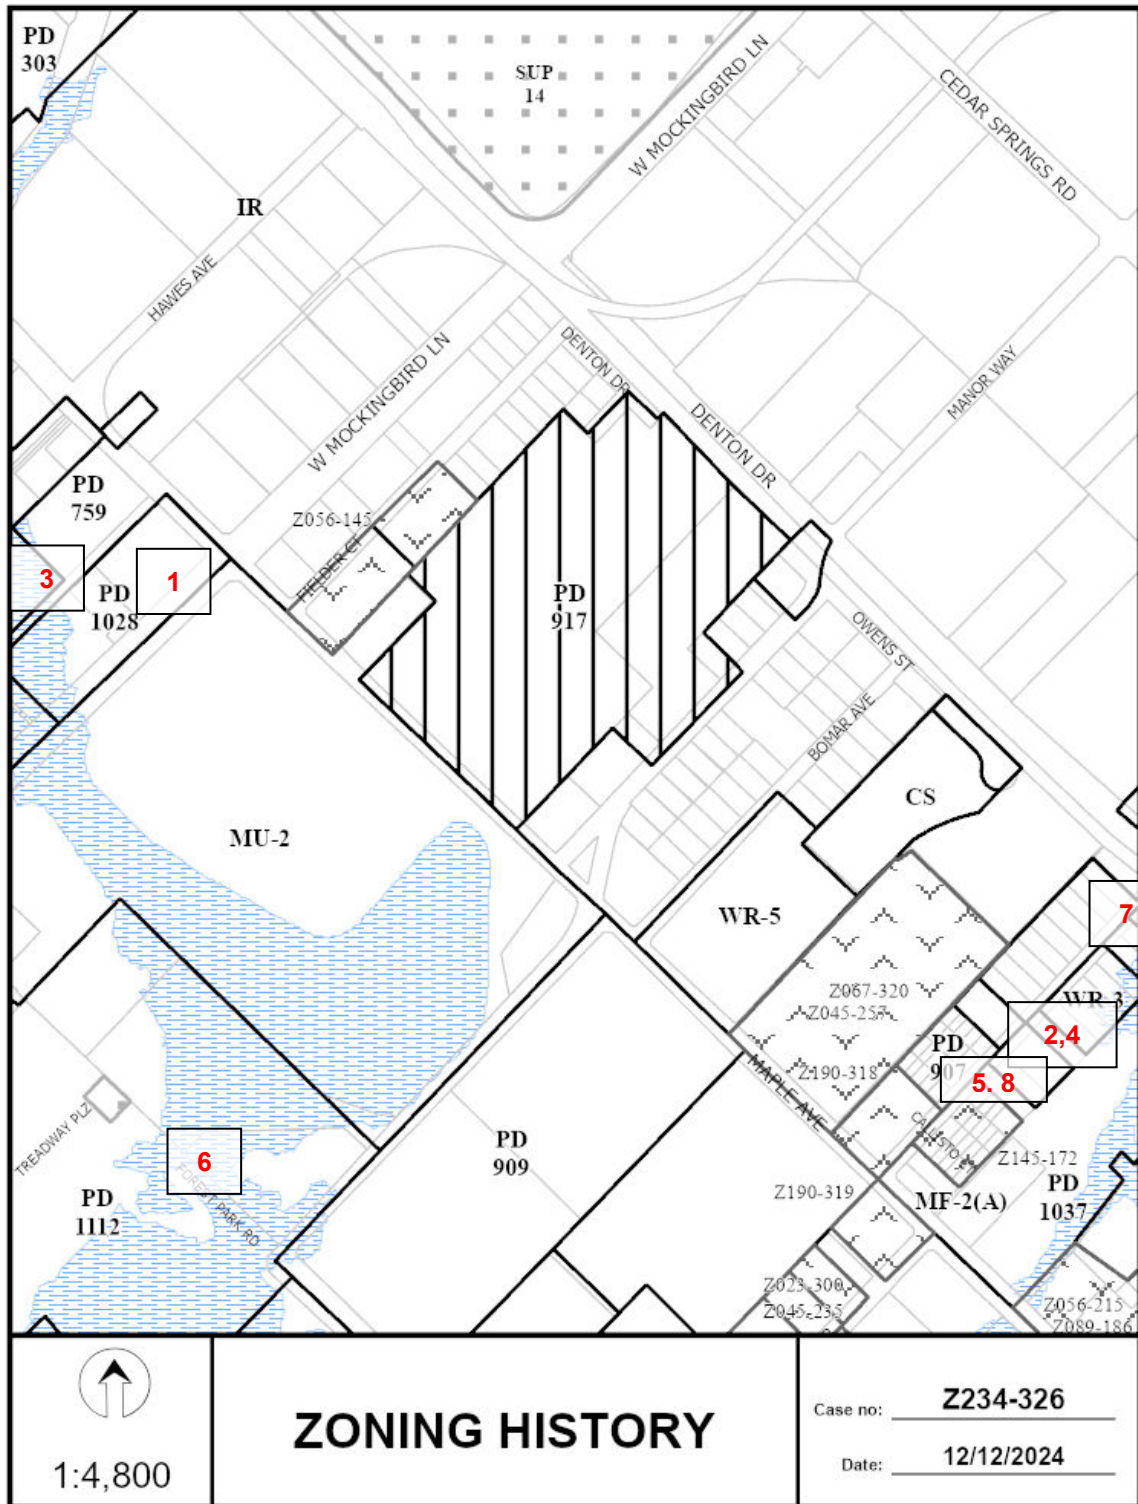 PD
303
SUP
14
W MOCKINGBIRD LN
CEDAR SPRINGS RD
IR
HAWES AVE
W MOCKINGBIRD LN
DENTON DR
DENTON DR
MANOR WAY
PD
759
Z056-145
FIELDER CT
3
PD
1028
1
PD
917
OWENS ST
BOMAR AVE
CS
MU-2
WR-5
7
Z067-320
Z045-257
WR-3
2,4
PD
907
5. 8
Z190-318
MAPLE AVE
CALYSTO
TREADWAY PLZ
6
FOREST PARK RD
PD
909
Z145-172
Z190-319
MF-2(A)
PD
1037
PD
1112
Z023-300
Z045-235
Z056-215
Z089-186
1:4,800
ZONING HISTORY
Case no: Z234-326
Date: 12/12/2024